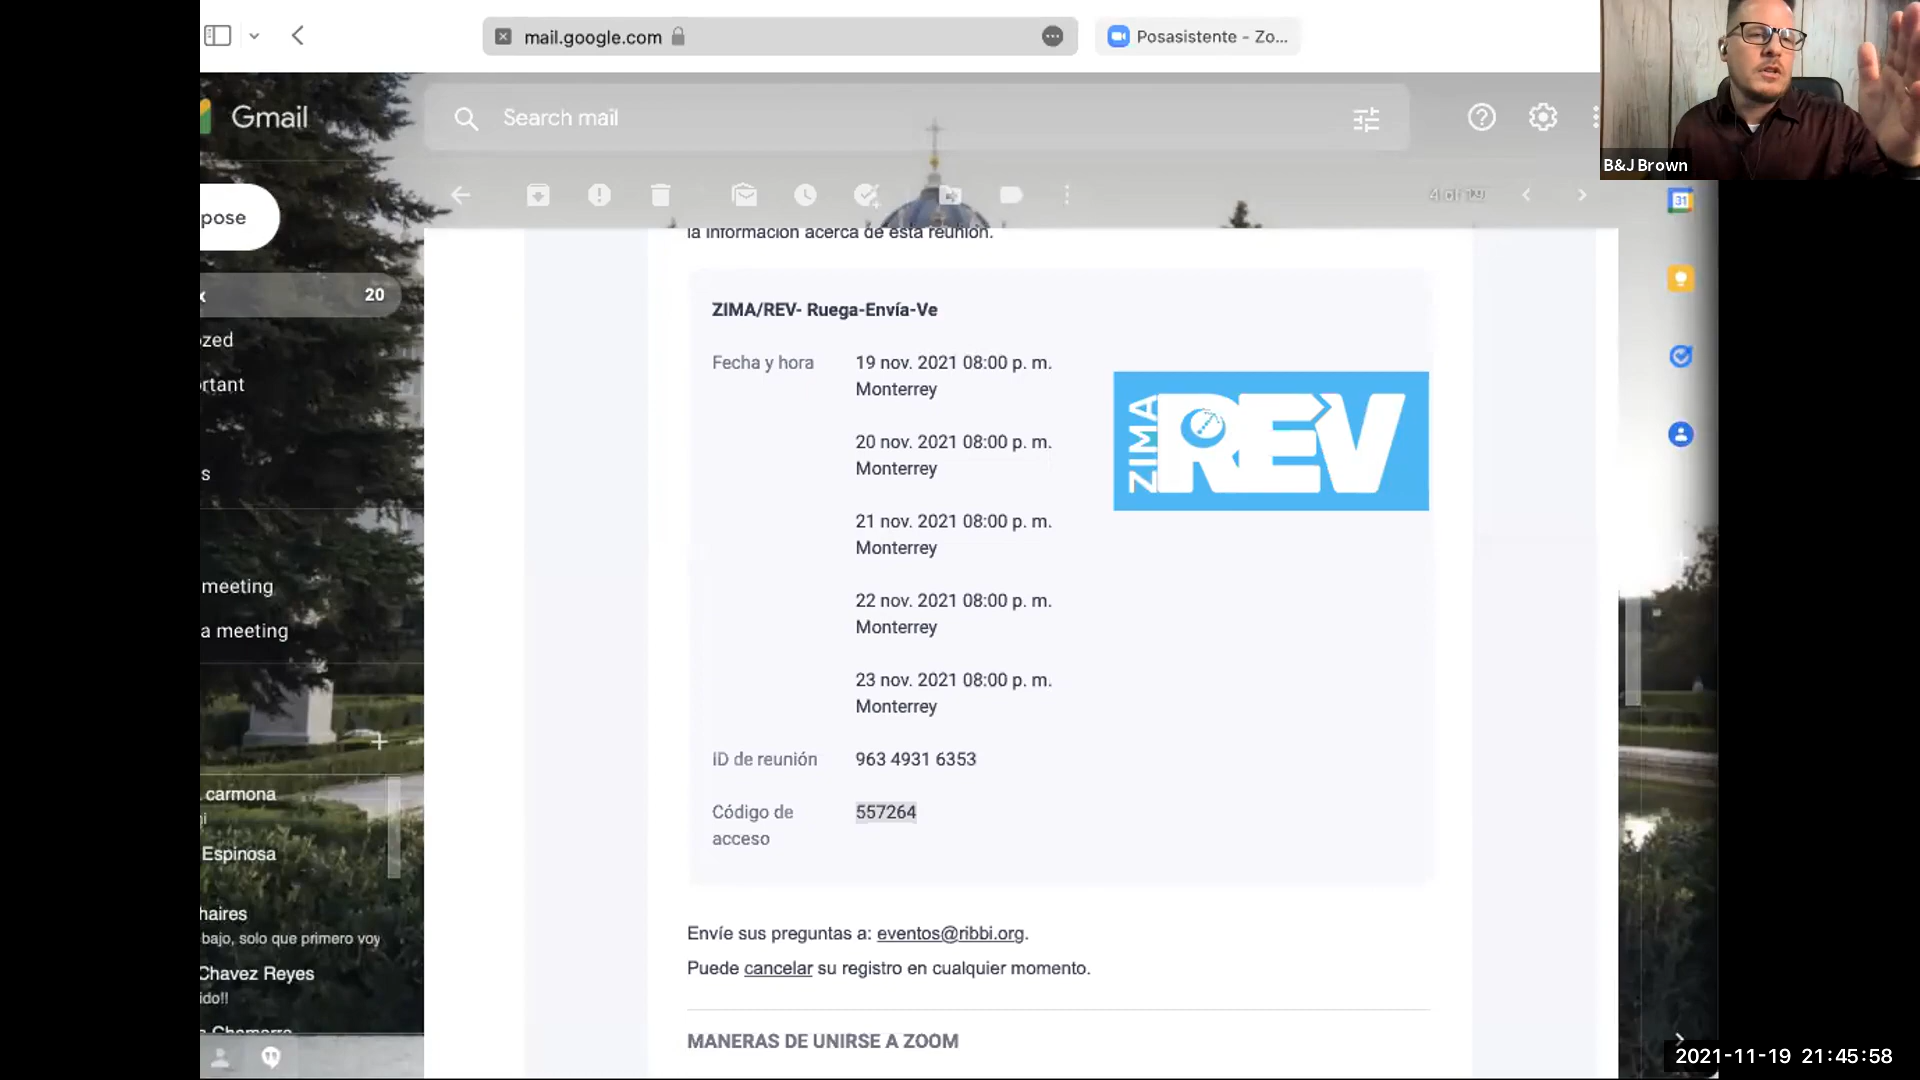 mail.google.com
Posasistente - Zo...
B&J Brown
Gmail
Search mail
pose
4 of 19
20
zed
ortant
s
meeting
a meeting
carmona
Espinosa
haires
bajo, solo que primero voy
Chavez Reyes
ido!!
la información acerca de esta reunión.
ZIMA/REV- Ruega-Envía-Ve
Fecha y hora
19 nov. 2021 08:00 p. m.
Monterrey
20 nov. 2021 08:00 p. m.
Monterrey
21 nov. 2021 08:00 p. m.
Monterrey
22 nov. 2021 08:00 p. m.
Monterrey
23 nov. 2021 08:00 p. m.
Monterrey
ZIMA REV
ID de reunión
963 4931 6353
Código de
acceso
557264
Envíe sus preguntas a: eventos@ribbi.org.
Puede cancelar su registro en cualquier momento.
MANERAS DE UNIRSE A ZOOM
31
2021-11-19 21:45:58